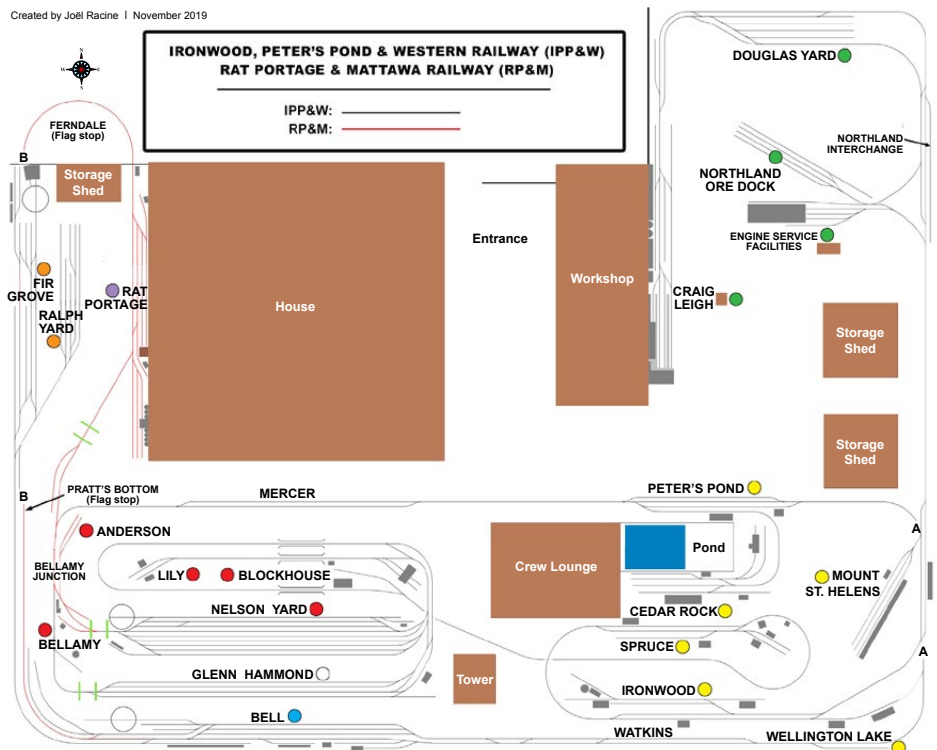 Created by Joël Racine | November 2019
N
W
E
S
IRONWOOD, PETER'S POND & WESTERN RAILWAY (IPP&W)
RAT PORTAGE & MATTAWA RAILWAY (RP&M)
IPP&W:
RP&M:
DOUGLAS YARD
FERNDALE
(Flag stop)
NORTHLAND
INTERCHANGE
B
Storage
Shed
NORTHLAND
ORE DOCK
ENGINE SERVICE
FACILITIES
Entrance
FIR
GROVE
RAT
PORTAGE
RALPH
YARD
House
Workshop
CRAIG
LEIGH
Storage
Shed
Storage
Shed
B
PRATT'S BOTTOM
(Flag stop)
MERCER
PETER'S POND
ANDERSON
A
BELLAMY
JUNCTION
LILY
BLOCKHOUSE
Crew Lounge
Pond
MOUNT
ST. HELENS
NELSON YARD
CEDAR ROCK
BELLAMY
SPRUCE
A
GLENN HAMMOND
Tower
IRONWOOD
BELL
WATKINS
WELLINGTON LAKE